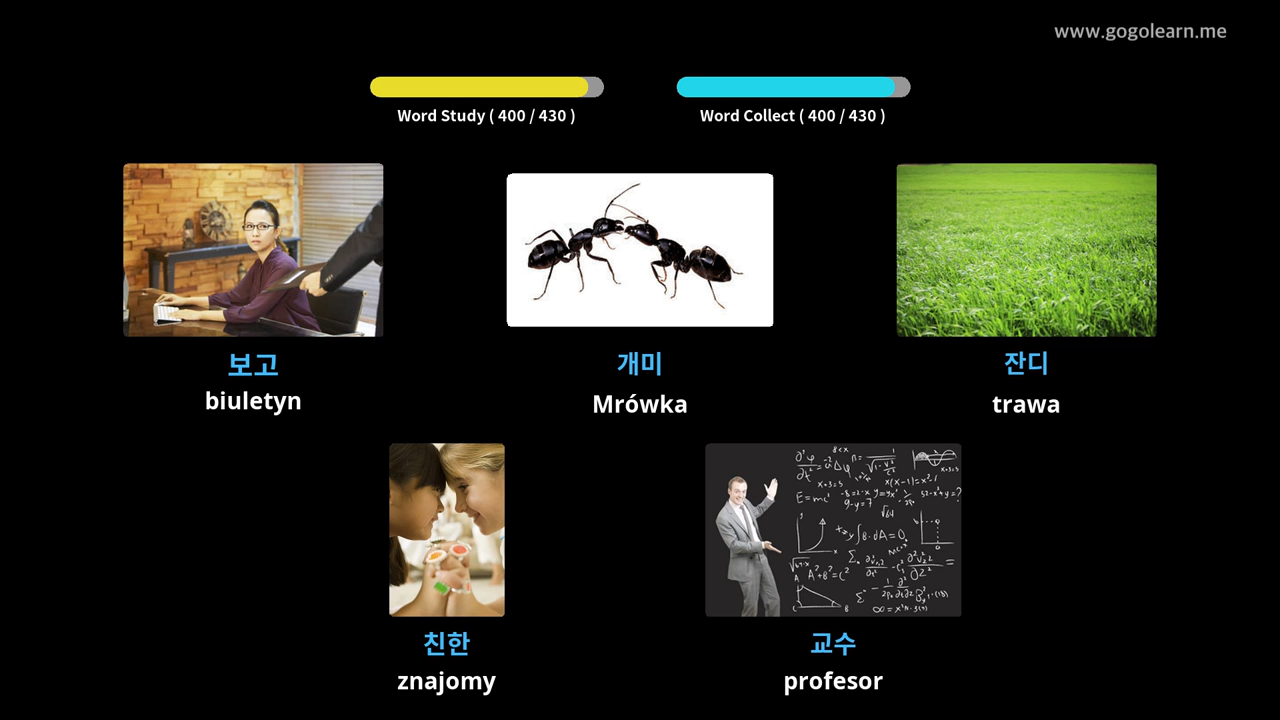 www.gogolearn.me
Word Study ( 400 / 430 )
Word Collect ( 400 / 430 )
보고
biuletyn
개미
Mrówka
잔디
trawa
친한
znajomy
교수
profesor